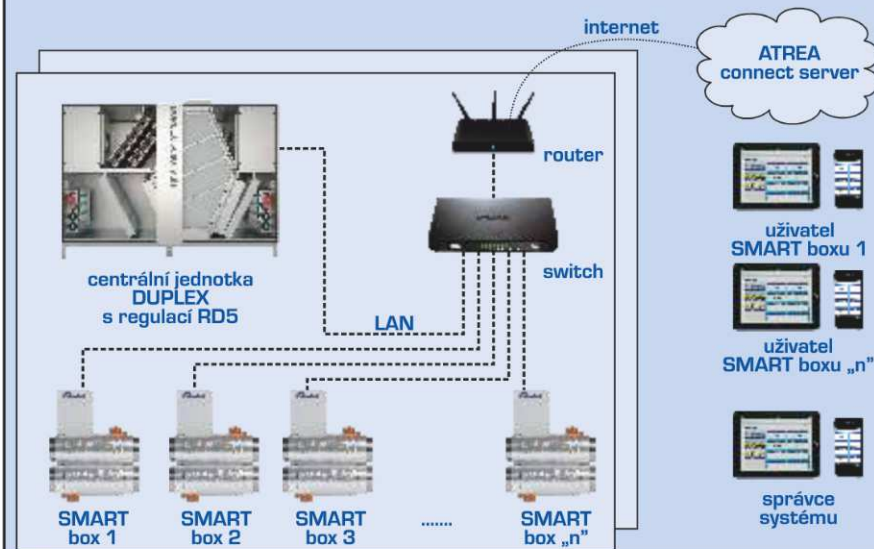 internet
ATREA
connect server
router
switch
centrální jednotka
DUPLEX
s regulací RD5
LAN
uživatel
SMART boxu 1
uživatel
SMART boxu „n"
SMART
box 1
SMART
box 2
SMART
box 3
.......
SMART
box „n"
správce
systému